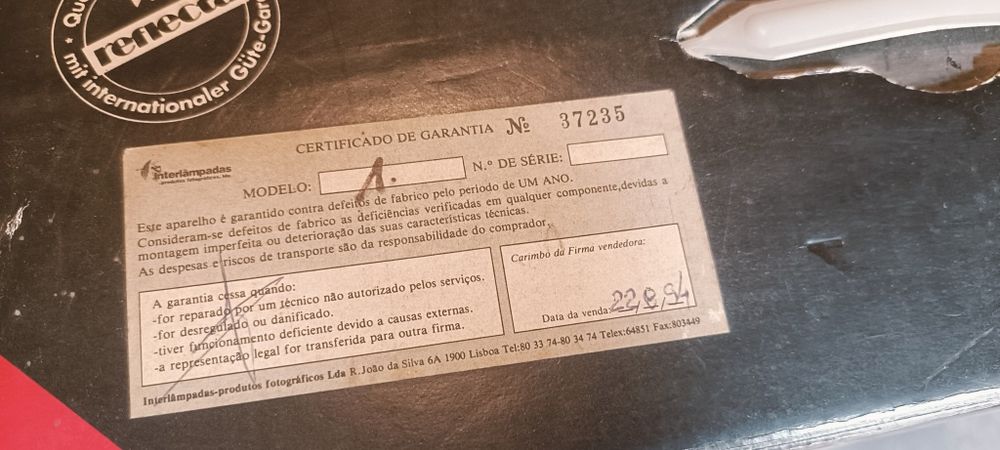 reflecta
mit internationaler Güte-Gar
CERTIFICADO DE GARANTIA Nº 37235
Interlâmpadas
produtos fotográficos, lda.
MODELO: 1. N.º DE SÉRIE:
Este aparelho é garantido contra defeitos de fabrico pelo período de UM ANO.
Consideram-se defeitos de fabrico as deficiências verificadas em qualquer componente,devidas a
montagem imperfeita ou deterioração das suas características técnicas.
As despesas e riscos de transporte são da responsabilidade do comprador.
A garantia cessa quando:
-for reparado por um técnico não autorizado pelos serviços.
-for desregulado ou danificado.
-tiver funcionamento deficiente devido a causas externas.
-a representação legal for transferida para outra firma.
Carimbo da Firma vendedora:
Data da venda: 22,8,94
Interlâmpadas-produtos fotográficos Lda R.João da Silva 6A 1900 Lisboa Tel:80 33 74-80 34 74 Telex:64851 Fax:803449